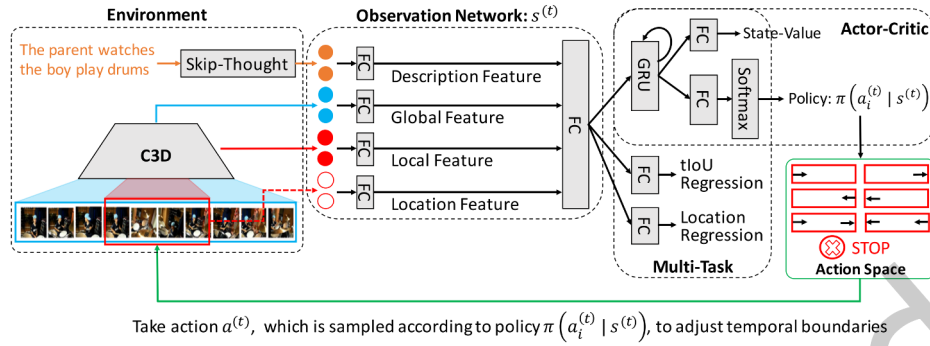 Environment
Observation Network: s^(t)
Actor-Critic
The parent watches
the boy play drums
Skip-Thought
C3D
FC
Description Feature
FC
Global Feature
FC
Local Feature
FC
Location Feature
FC
GRU
FC
State-Value
FC
Softmax
Policy: π(a_i^(t) | s^(t))
FC
tIoU
Regression
FC
Location
Regression
Multi-Task
STOP
Action Space
Take action a^(t), which is sampled according to policy π(a_i^(t) | s^(t)), to adjust temporal boundaries